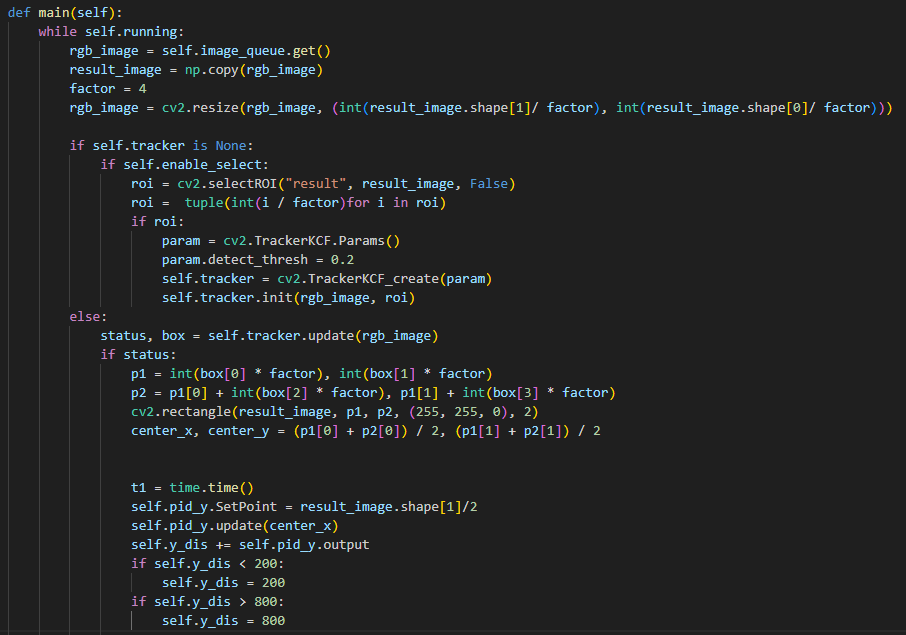 def main(self):
    while self.running:
        rgb_image = self.image_queue.get()
        result_image = np.copy(rgb_image)
        factor = 4
        rgb_image = cv2.resize(rgb_image, (int(result_image.shape[1]/ factor), int(result_image.shape[0]/ factor)))

        if self.tracker is None:
            if self.enable_select:
                roi = cv2.selectROI("result", result_image, False)
                roi =  tuple(int(i / factor)for i in roi)
                if roi:
                    param = cv2.TrackerKCF.Params()
                    param.detect_thresh = 0.2
                    self.tracker = cv2.TrackerKCF_create(param)
                    self.tracker.init(rgb_image, roi)
        else:
            status, box = self.tracker.update(rgb_image)
            if status:
                p1 = int(box[0] * factor), int(box[1] * factor)
                p2 = p1[0] + int(box[2] * factor), p1[1] + int(box[3] * factor)
                cv2.rectangle(result_image, p1, p2, (255, 255, 0), 2)
                center_x, center_y = (p1[0] + p2[0]) / 2, (p1[1] + p2[1]) / 2


                t1 = time.time()
                self.pid_y.SetPoint = result_image.shape[1]/2
                self.pid_y.update(center_x)
                self.y_dis += self.pid_y.output
                if self.y_dis < 200:
                    self.y_dis = 200
                if self.y_dis > 800:
                    self.y_dis = 800